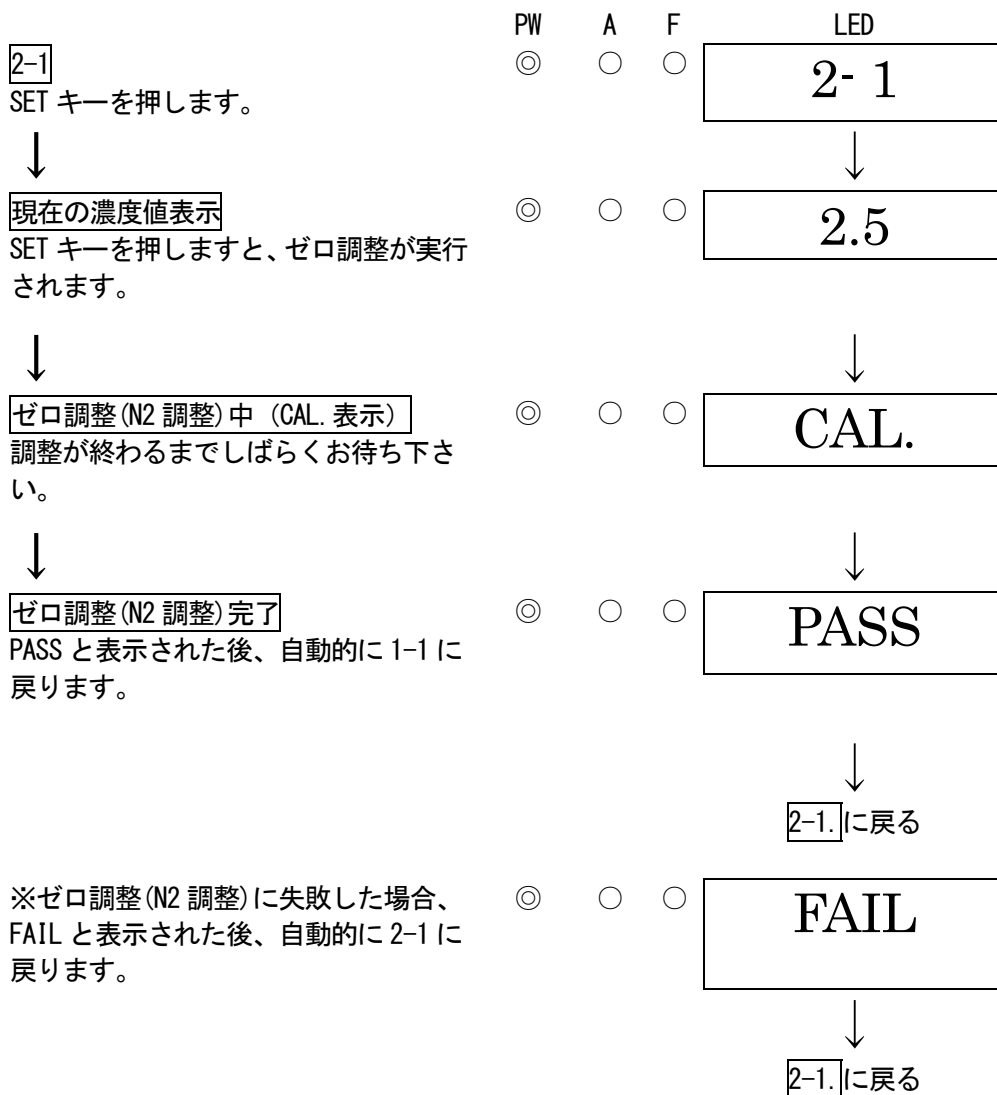 PW A F LED
2-1 ◎ ○ ○ 2- 1
SET キーを押します。
↓ ↓
現在の濃度値表示 ◎ ○ ○ 2.5
SET キーを押しますと、ゼロ調整が実行
されます。
↓ ↓
ゼロ調整(N2 調整)中（CAL.表示） ◎ ○ ○ CAL.
調整が終わるまでしばらくお待ち下さ
い。
↓ ↓
ゼロ調整(N2 調整)完了 ◎ ○ ○ PASS
PASS と表示された後、自動的に 1-1 に
戻ります。
↓
2-1.に戻る
※ゼロ調整(N2 調整)に失敗した場合、 ◎ ○ ○ FAIL
FAIL と表示された後、自動的に 2-1 に
戻ります。
↓
2-1.に戻る